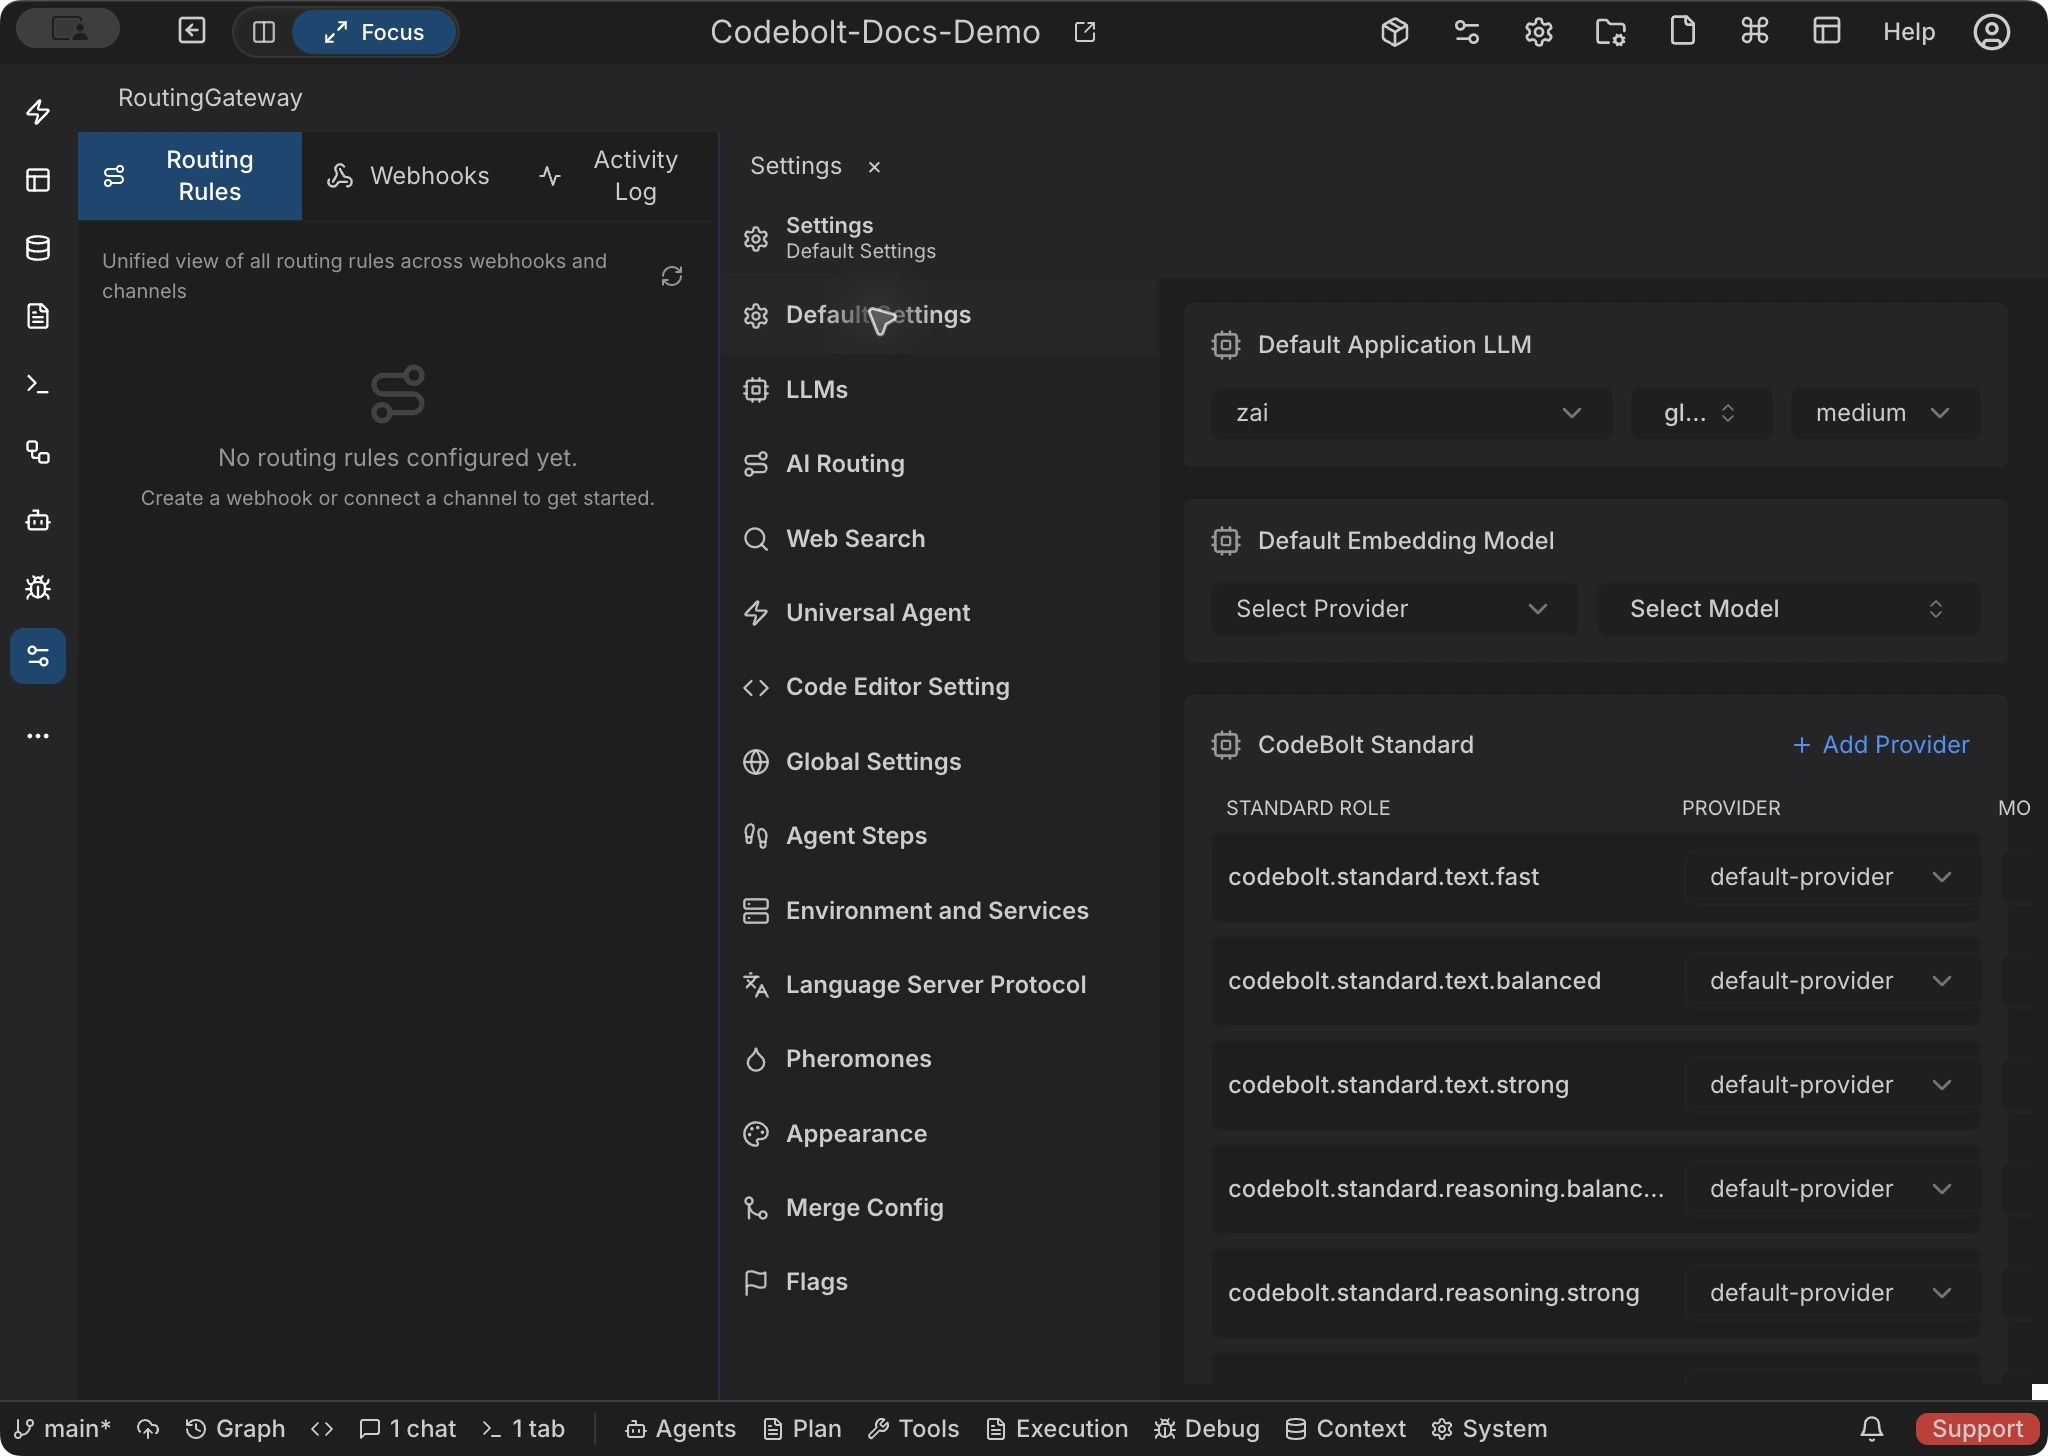 Focus
Codebolt-Docs-Demo
Help
RoutingGateway
Routing
Rules
Webhooks
Activity
Log
Unified view of all routing rules across webhooks and
channels
No routing rules configured yet.
Create a webhook or connect a channel to get started.
Settings
Settings
Default Settings
Default Settings
LLMs
AI Routing
Web Search
Universal Agent
Code Editor Setting
Global Settings
Agent Steps
Environment and Services
Language Server Protocol
Pheromones
Appearance
Merge Config
Flags
Default Application LLM
zai
gl...
medium
Default Embedding Model
Select Provider
Select Model
CodeBolt Standard
+ Add Provider
STANDARD ROLE
PROVIDER
MO
codebolt.standard.text.fast
default-provider
codebolt.standard.text.balanced
default-provider
codebolt.standard.text.strong
default-provider
codebolt.standard.reasoning.balanc...
default-provider
codebolt.standard.reasoning.strong
default-provider
main*
Graph
1 chat
1 tab
Agents
Plan
Tools
Execution
Debug
Context
System
Support